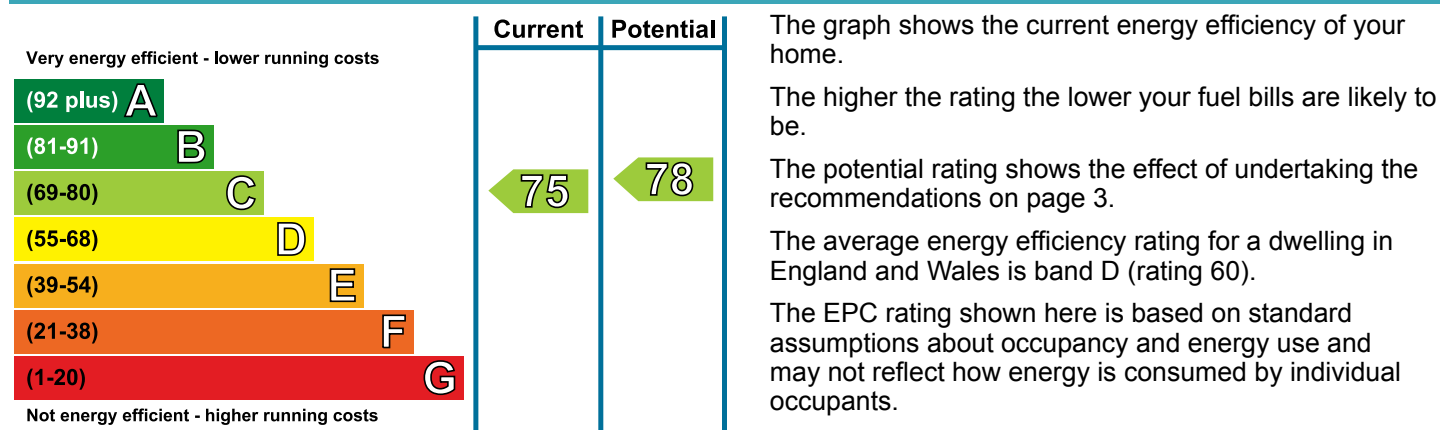 Current Potential
Very energy efficient - lower running costs
(92 plus) A
(81-91) B
(69-80) C
(55-68) D
(39-54) E
(21-38) F
(1-20) G
Not energy efficient - higher running costs
75
78
The graph shows the current energy efficiency of your
home.
The higher the rating the lower your fuel bills are likely to
be.
The potential rating shows the effect of undertaking the
recommendations on page 3.
The average energy efficiency rating for a dwelling in
England and Wales is band D (rating 60).
The EPC rating shown here is based on standard
assumptions about occupancy and energy use and
may not reflect how energy is consumed by individual
occupants.